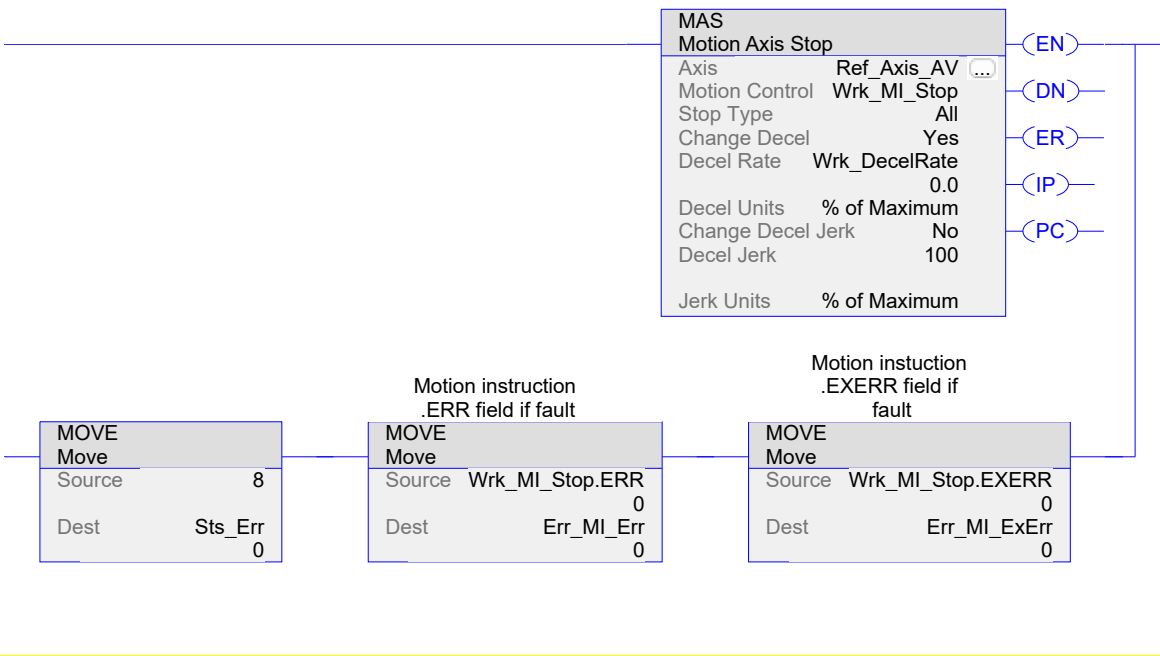 MAS
Motion Axis Stop
Axis Ref_Axis_AV ...
Motion Control Wrk_MI_Stop
Stop Type All
Change Decel Yes
Decel Rate Wrk_DecelRate
0.0
Decel Units % of Maximum
Change Decel Jerk No
Decel Jerk 100
Jerk Units % of Maximum
EN
DN
ER
IP
PC
MOVE
Move
Source 8
Dest Sts_Err
0
Motion instruction
.ERR field if fault
MOVE
Move
Source Wrk_MI_Stop.ERR
0
Dest Err_MI_Err
0
Motion instuction
.EXERR field if
fault
MOVE
Move
Source Wrk_MI_Stop.EXERR
0
Dest Err_MI_ExErr
0